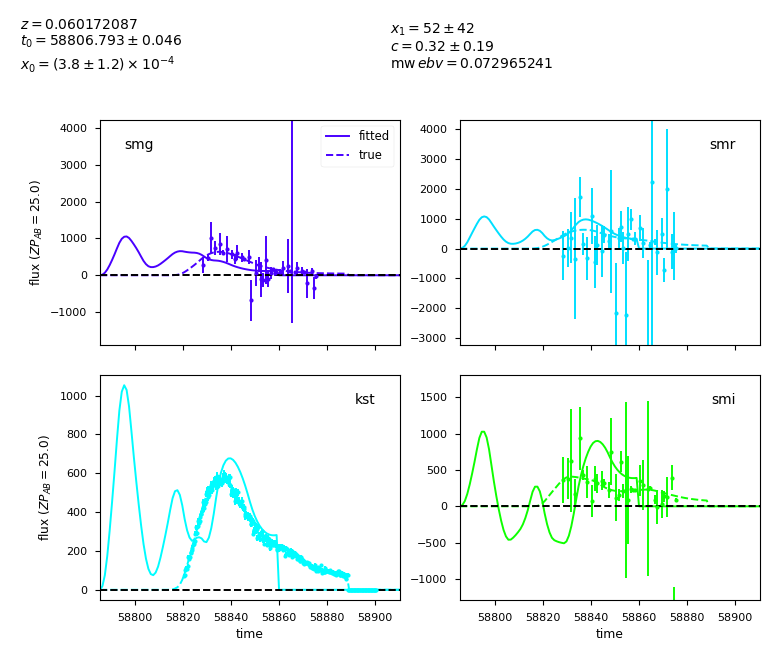 z = 0.060172087
t₀ = 58806.793 ± 0.046
x₀ = (3.8 ± 1.2) × 10⁻⁴
x₁ = 52 ± 42
c = 0.32 ± 0.19
mwebv = 0.072965241
smg
fitted
true
4000
3000
2000
1000
0
−1000
flux (ZP_AB = 25.0)
smr
4000
3000
2000
1000
0
−1000
−2000
−3000
kst
1000
800
600
400
200
0
flux (ZP_AB = 25.0)
58800 58820 58840 58860 58880 58900
time
smi
1500
1000
500
0
−500
−1000
58800 58820 58840 58860 58880 58900
time